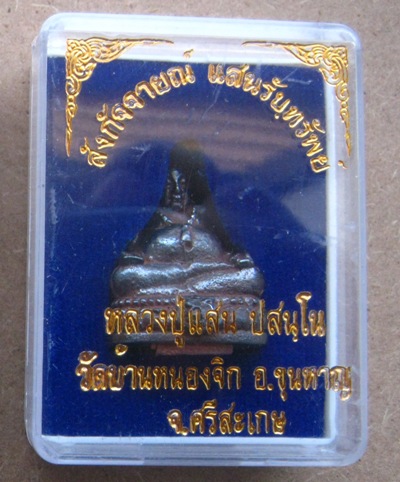 สังกัจจายณ์ แสนรับทรัพย์
หลวงปู่แสน ปสนฺโน
วัดบ้านหนองจิก อ.ขุนหาญ
จ.ศรีสะเกษ